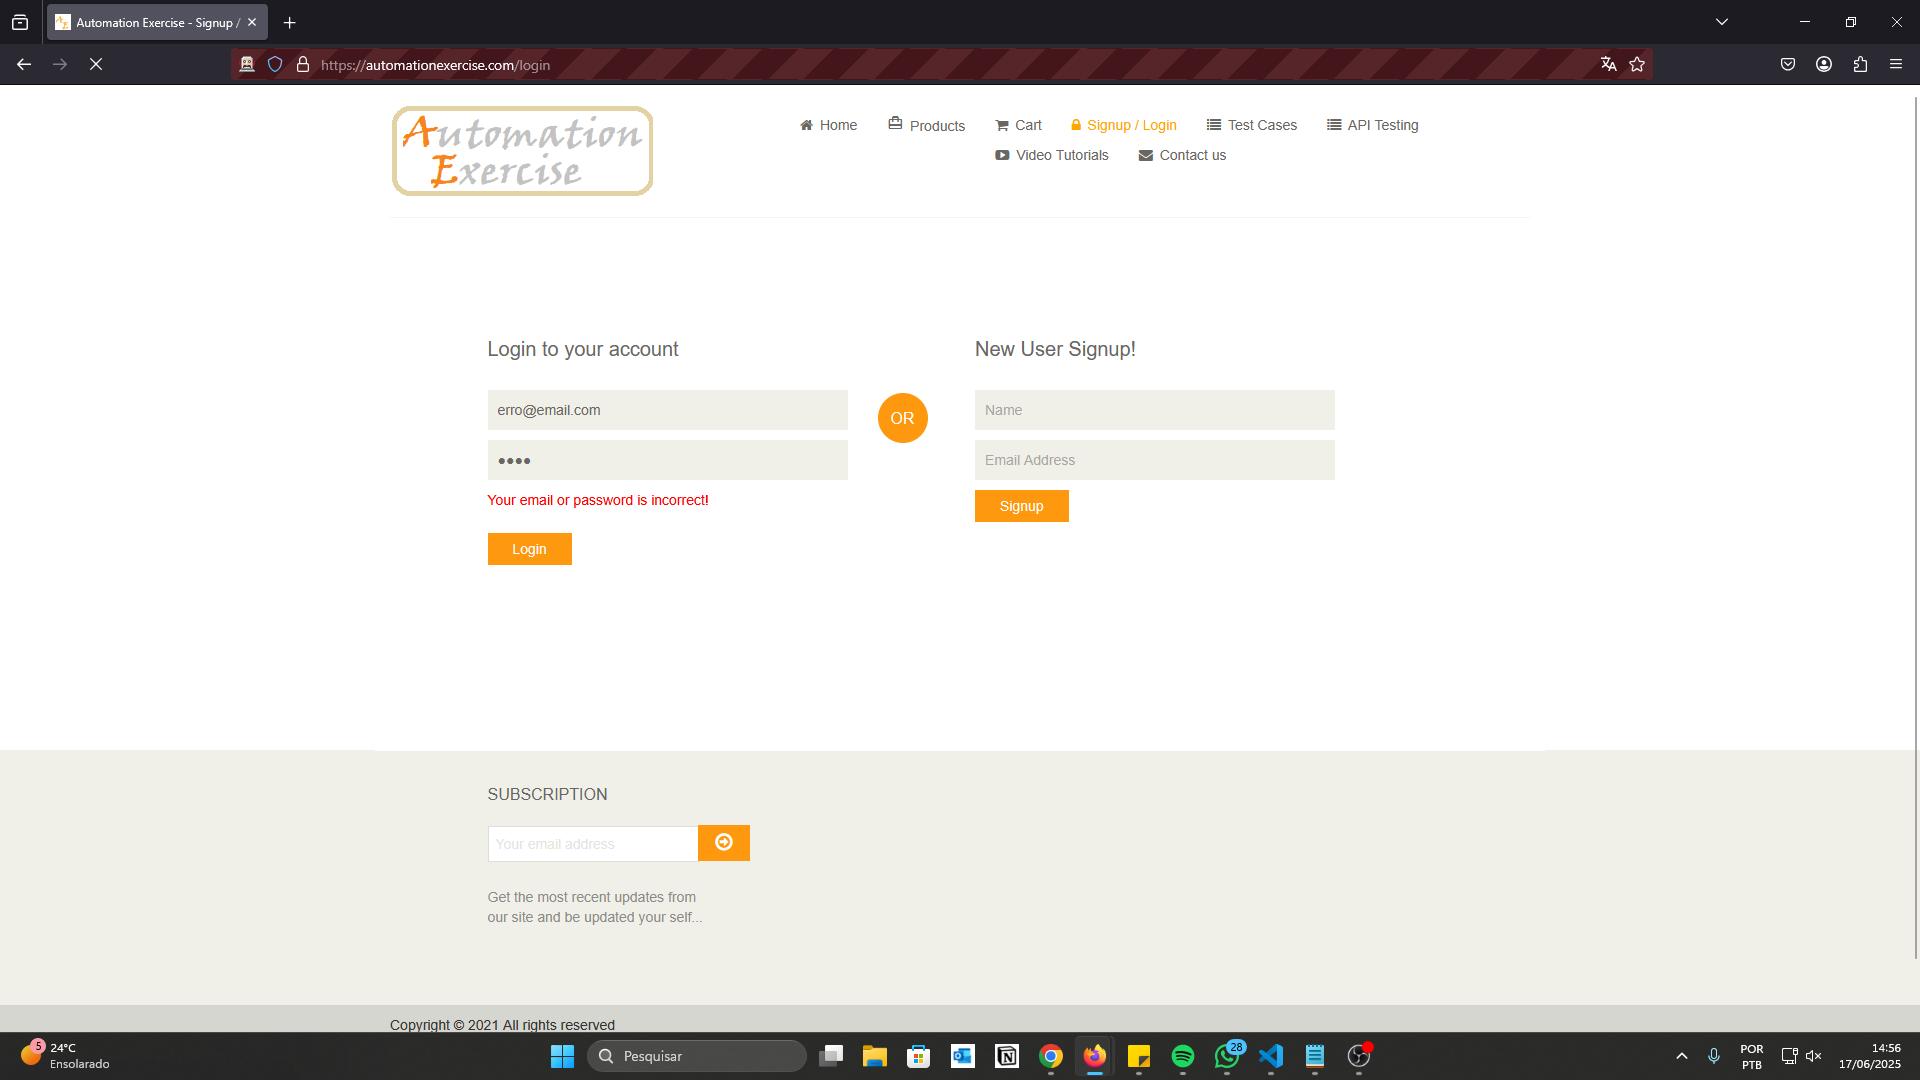 Automation Exercise - Signup /
https://automationexercise.com/login
Automation
Exercise
Home
Products
Cart
Signup / Login
Test Cases
API Testing
Video Tutorials
Contact us
Login to your account
New User Signup!
erro@email.com
OR
Name
••••
Email Address
Your email or password is incorrect!
Signup
Login
SUBSCRIPTION
Your email address
Get the most recent updates from
our site and be updated your self...
Copyright © 2021 All rights reserved
5
24°C
Ensolarado
Pesquisar
28
POR
PTB
14:56
17/06/2025